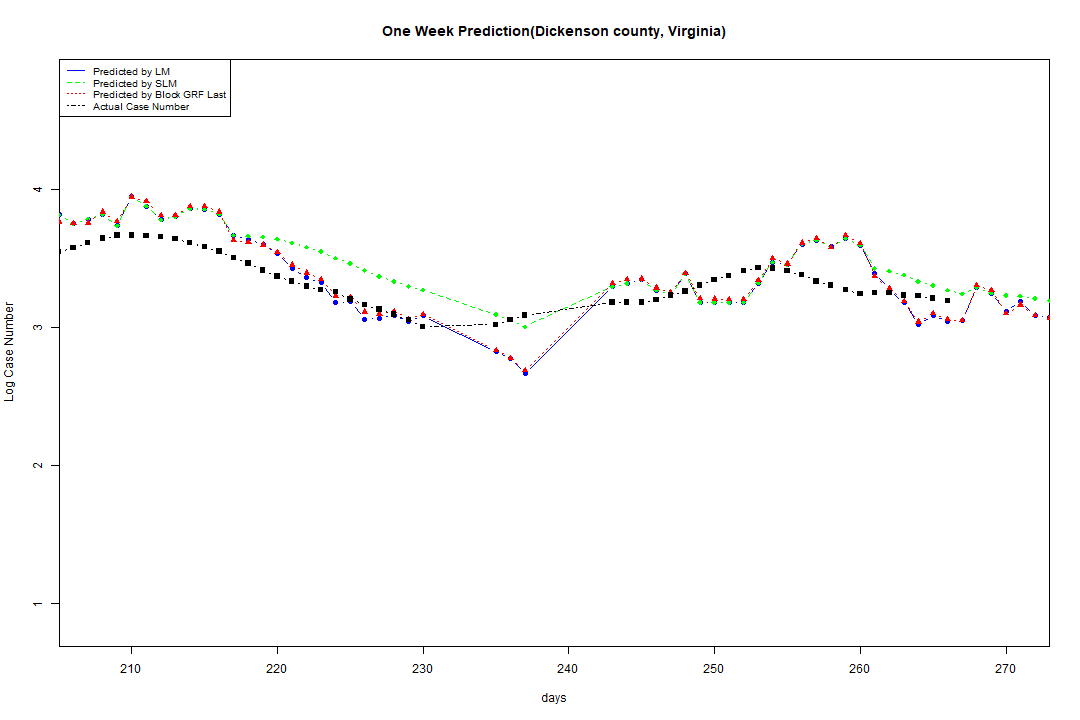 One Week Prediction(Dickenson county, Virginia)
Predicted by LM
Predicted by SLM
Predicted by Block GRF Last
Actual Case Number
Log Case Number
4
3
2
1
210 220 230 240 250 260 270
days